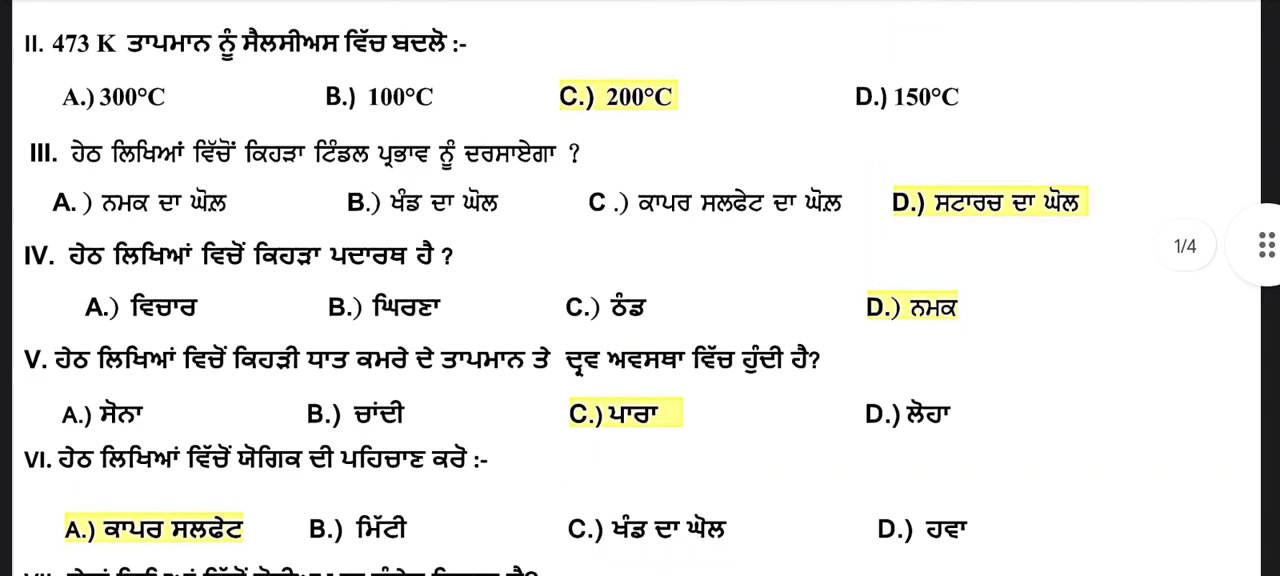 II. 473 K ਤਾਪਮਾਨ ਨੂੰ ਸੈਲਸੀਅਸ ਵਿੱਚ ਬਦਲੋ :-
A.) 300°C B.) 100°C C.) 200°C D.) 150°C
III. ਹੇਠ ਲਿਖਿਆਂ ਵਿੱਚੋਂ ਕਿਹੜਾ ਟਿੰਡਲ ਪ੍ਰਭਾਵ ਨੂੰ ਦਰਸਾਏਗਾ ?
A. ) ਨਮਕ ਦਾ ਘੋਲ਼ B.) ਖੰਡ ਦਾ ਘੋਲ C .) ਕਾਪਰ ਸਲਫੇਟ ਦਾ ਘੋਲ਼ D.) ਸਟਾਰਚ ਦਾ ਘੋਲ
1/4
IV. ਹੇਠ ਲਿਖਿਆਂ ਵਿਚੋਂ ਕਿਹੜਾ ਪਦਾਰਥ ਹੈ ?
A.) ਵਿਚਾਰ B.) ਘਿਰਣਾ C.) ਠੰਡ D.) ਨਮਕ
V. ਹੇਠ ਲਿਖਿਆਂ ਵਿਚੋਂ ਕਿਹੜੀ ਧਾਤ ਕਮਰੇ ਦੇ ਤਾਪਮਾਨ ਤੇ ਦ੍ਰਵ ਅਵਸਥਾ ਵਿੱਚ ਹੁੰਦੀ ਹੈ?
A.) ਸੋਨਾ B.) ਚਾਂਦੀ C.) ਪਾਰਾ D.) ਲੋਹਾ
VI. ਹੇਠ ਲਿਖਿਆਂ ਵਿੱਚੋਂ ਯੋਗਿਕ ਦੀ ਪਹਿਚਾਣ ਕਰੋ :-
A.) ਕਾਪਰ ਸਲਫੇਟ B.) ਮਿੱਟੀ C.) ਖੰਡ ਦਾ ਘੋਲ D.) ਹਵਾ